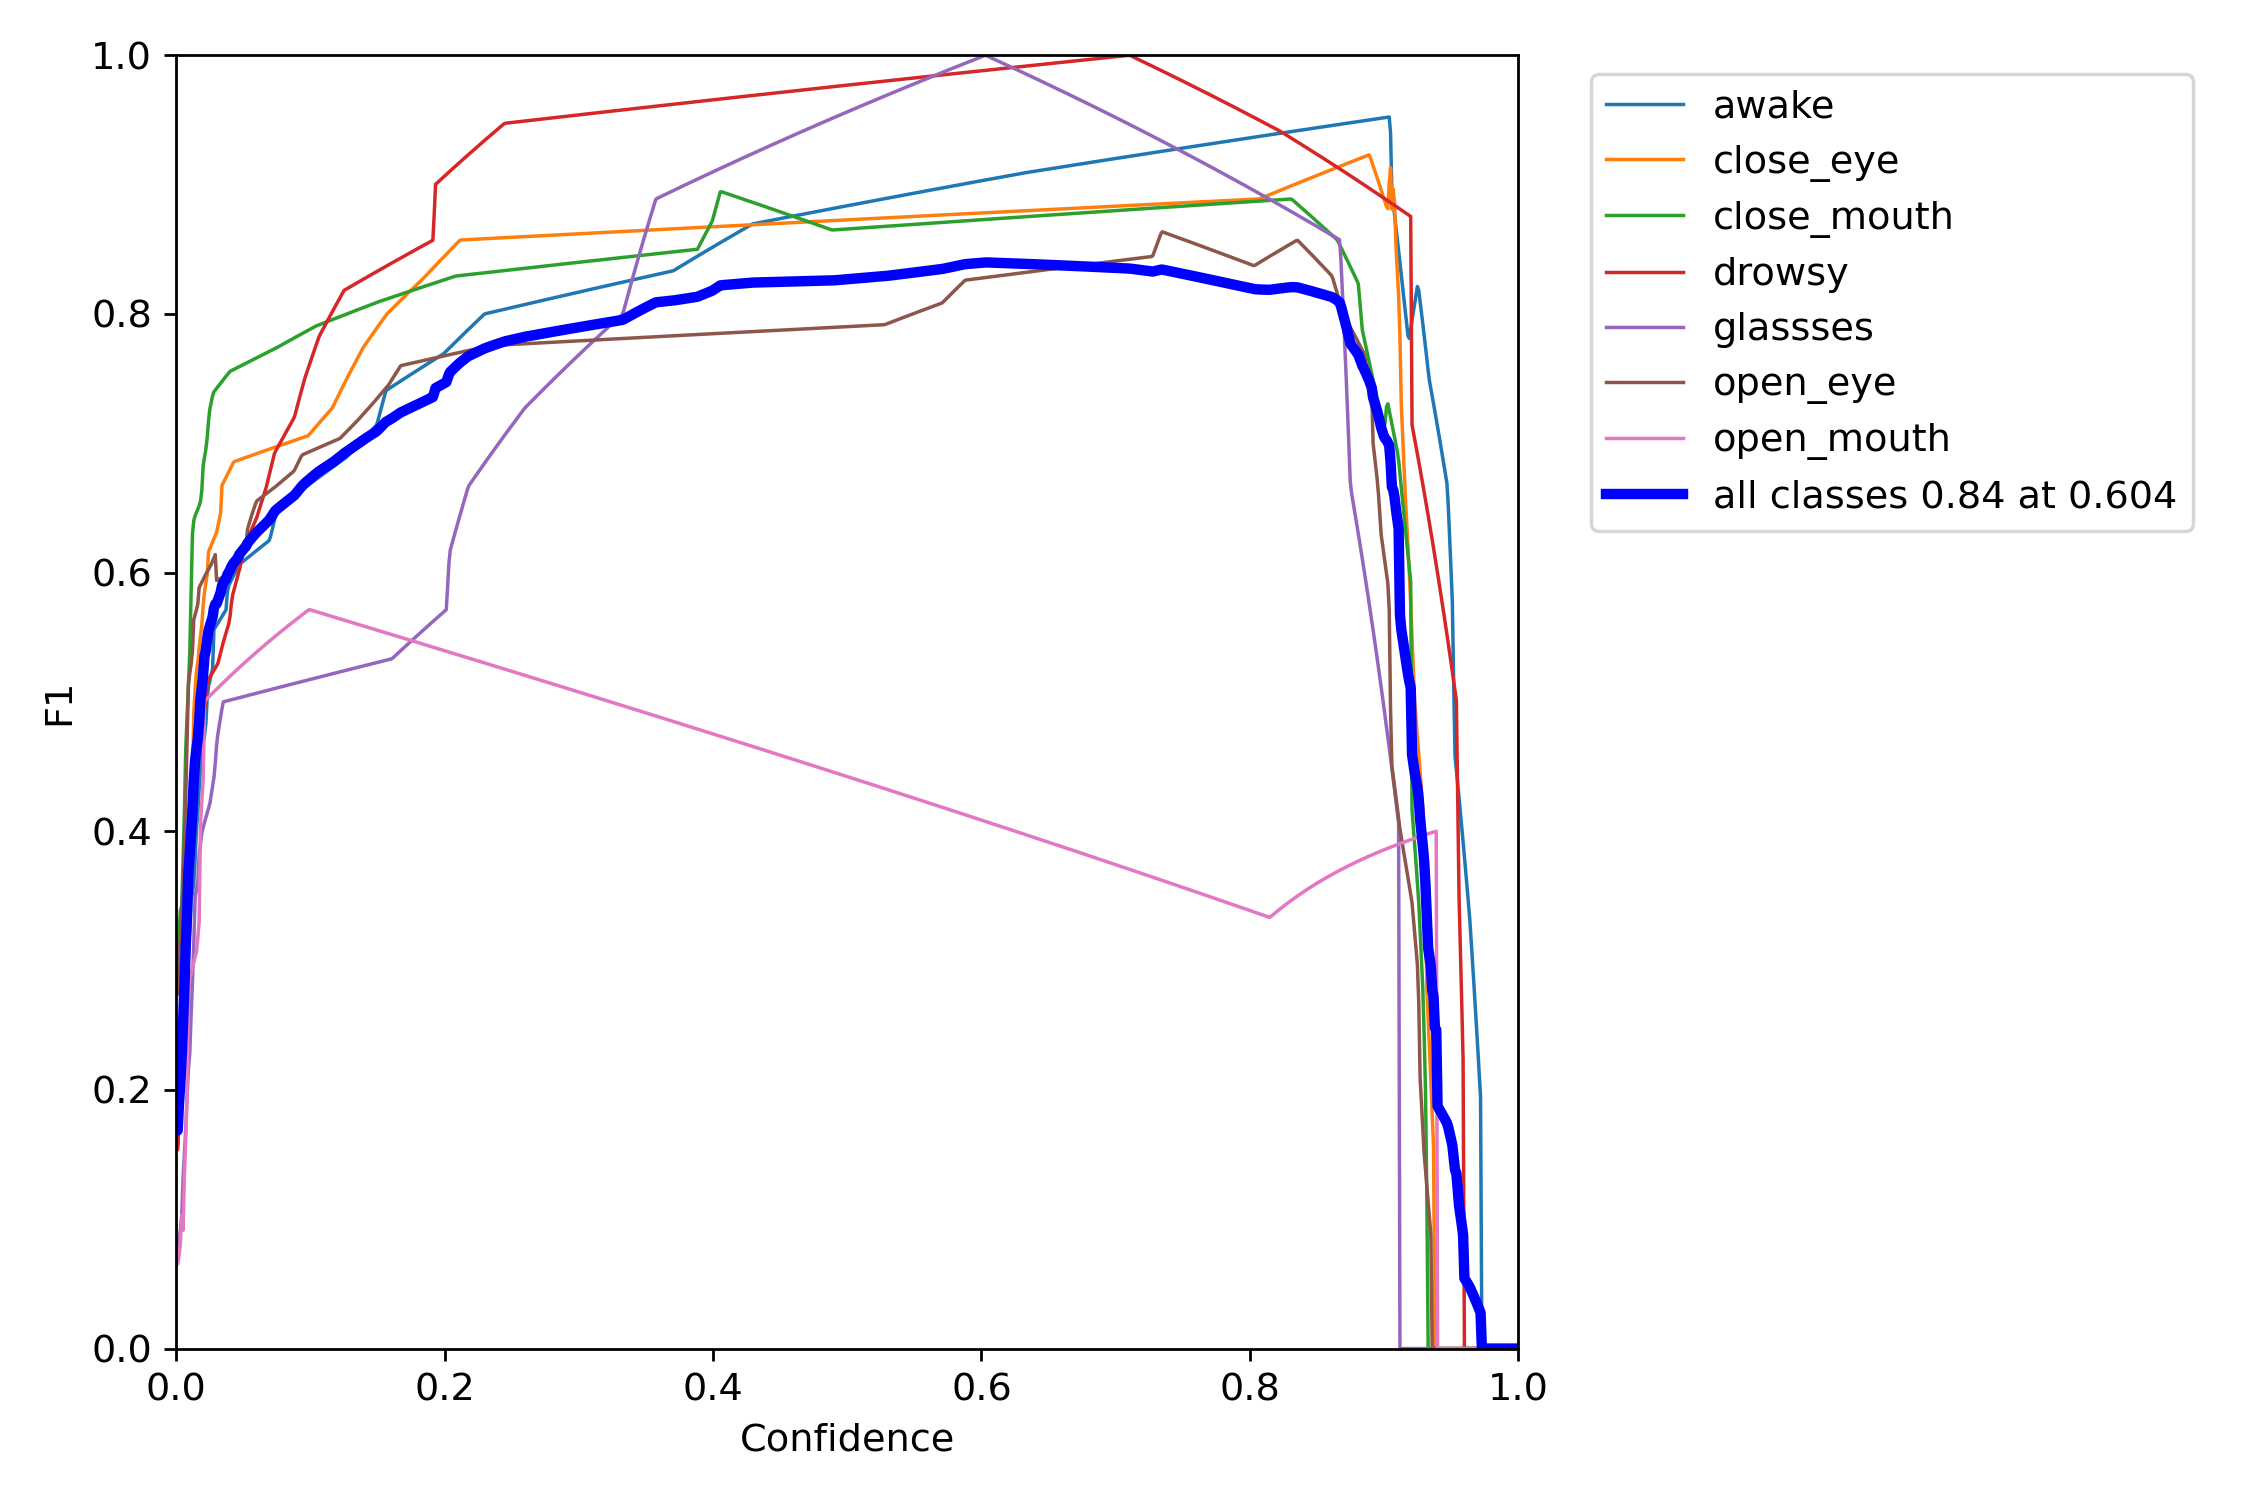 1.0
0.8
0.6
0.4
0.2
0.0
F1
0.0 0.2 0.4 0.6 0.8 1.0
Confidence
awake
close_eye
close_mouth
drowsy
glassses
open_eye
open_mouth
all classes 0.84 at 0.604